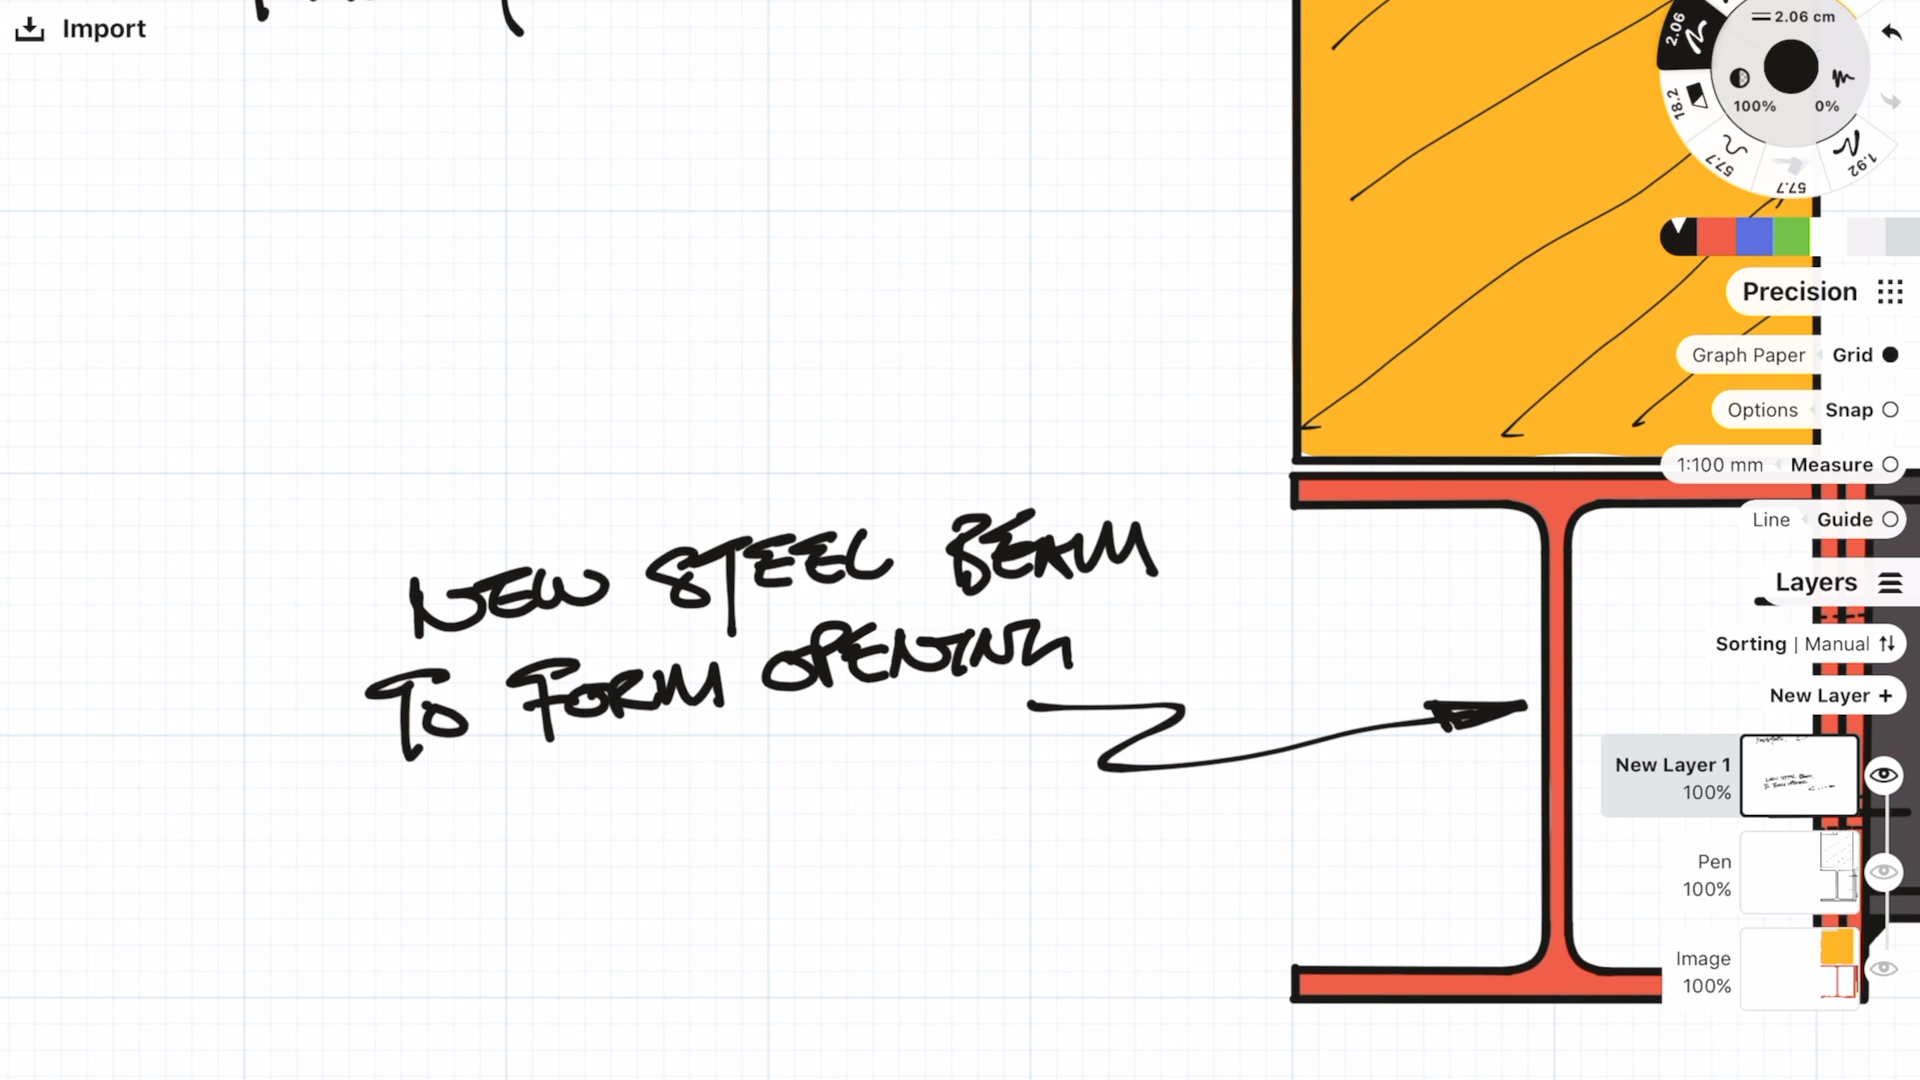 Import
2.06 cm
2.06
100%
0%
18.2
57.7
57.7
1.92
Precision
Graph Paper Grid
Options Snap
1:100 mm Measure
Line Guide
NEW STEEL BEAM
TO FORM OPENING
Layers
Sorting | Manual
New Layer +
New Layer 1
100%
Pen
100%
Image
100%